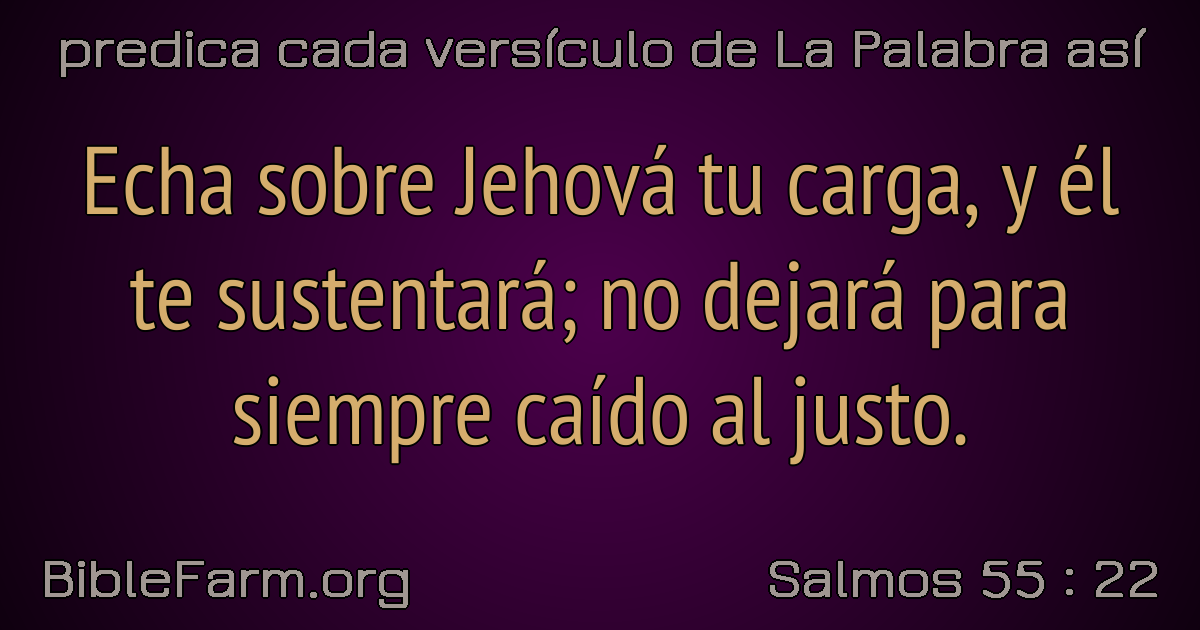 predica cada versículo de La Palabra así
Echa sobre Jehová tu carga, y él
te sustentará; no dejará para
siempre caído al justo.
BibleFarm.org
Salmos 55 : 22